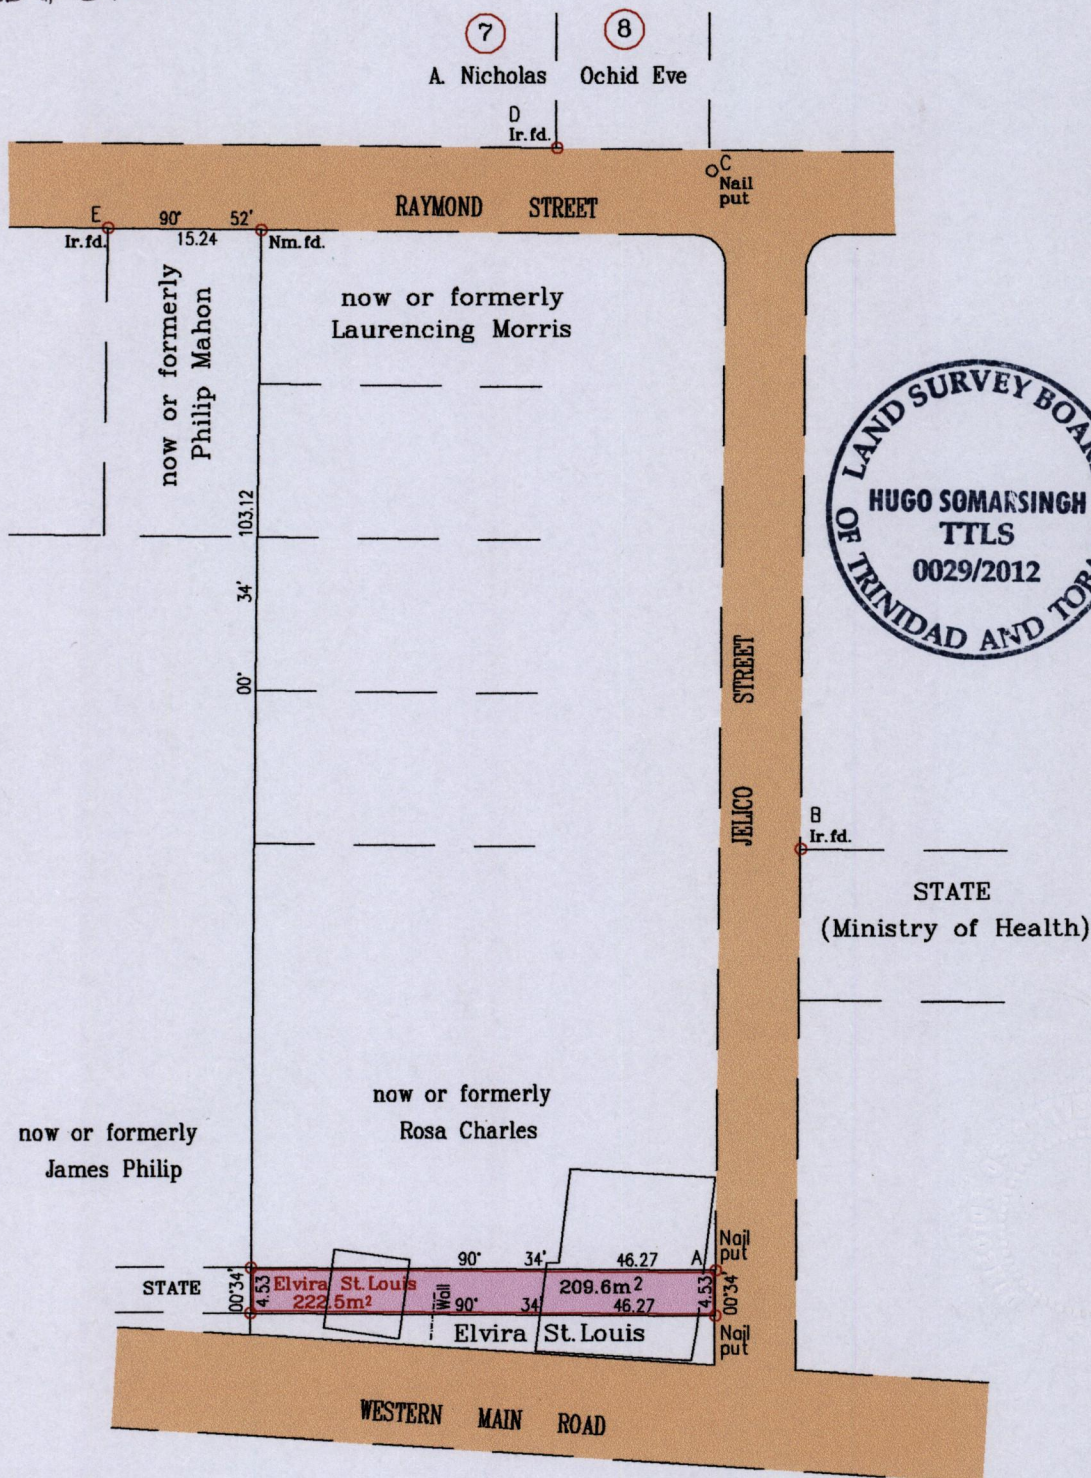 7
8
A. Nicholas
Ochid Eve
D
Ir.fd.
C
Nail
put
RAYMOND STREET
E
Ir.fd.
90° 52'
15.24
Nm.fd.
now or formerly
Philip Mahon
now or formerly
Laurencing Morris
103.12
00° 34'
LAND SURVEY BOAR
HUGO SOMARSINGH
TTLS
0029/2012
OF TRINIDAD AND TOBA
JELICO STREET
B
Ir.fd.
STATE
(Ministry of Health)
now or formerly
Rosa Charles
now or formerly
James Philip
Nail
put
90° 34' 46.27 A
STATE
00°34'
4.53
Elvira St.Louis
222.5m²
Wall
209.6m²
90° 34 46.27
4.53
00°34'
Elvira St.Louis
Nail
put
WESTERN MAIN ROAD